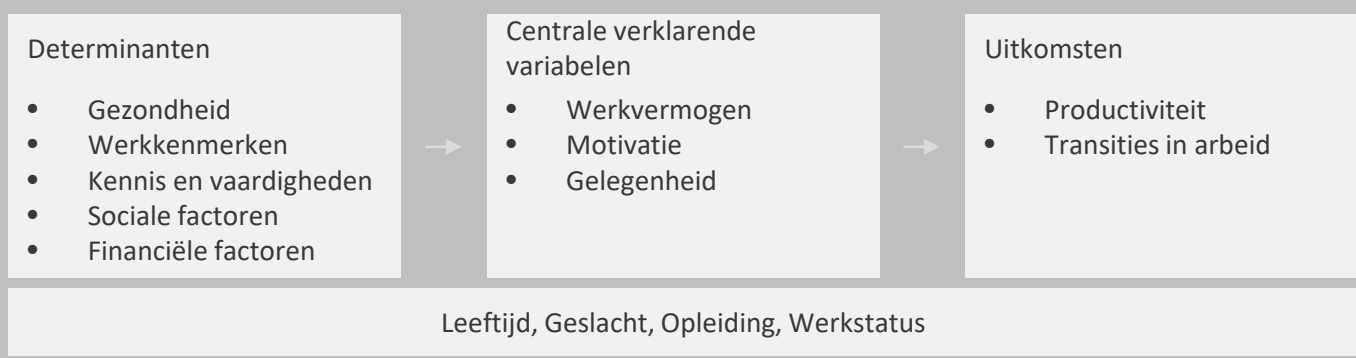 Determinanten
• Gezondheid
• Werkkenmerken
• Kennis en vaardigheden
• Sociale factoren
• Financiële factoren
Centrale verklarende
variabelen
• Werkvermogen
• Motivatie
• Gelegenheid
Uitkomsten
• Productiviteit
• Transities in arbeid
Leeftijd, Geslacht, Opleiding, Werkstatus